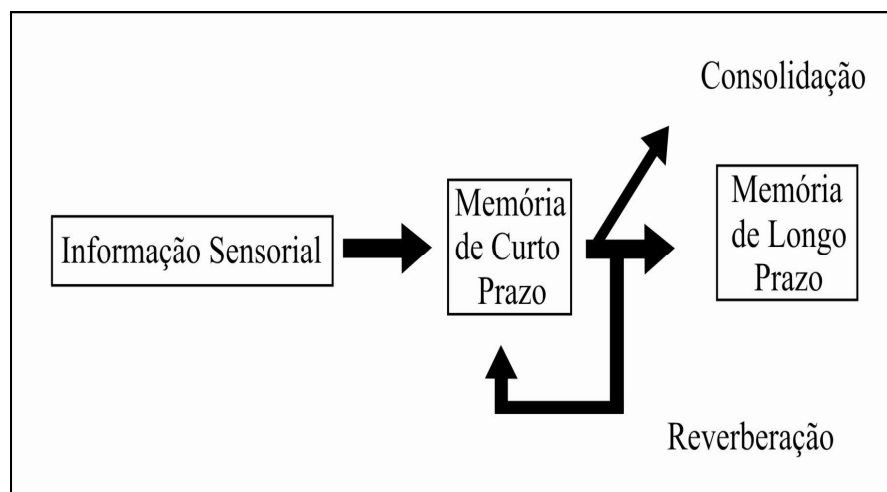 Consolidação
Informação Sensorial
Memória
de Curto
Prazo
Memória
de Longo
Prazo
Reverberação